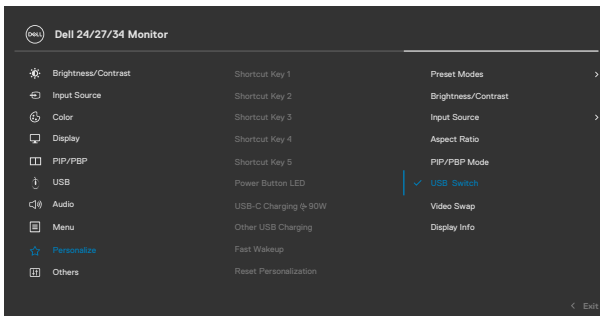 DELL Dell 24/27/34 Monitor
Brightness/Contrast Shortcut Key 1 Preset Modes >
Input Source Shortcut Key 2 Brightness/Contrast
Color Shortcut Key 3 Input Source >
Display Shortcut Key 4 Aspect Ratio
PIP/PBP Shortcut Key 5 PIP/PBP Mode
USB Power Button LED USB Switch
Audio USB-C Charging 90W Video Swap
Menu Other USB Charging Display Info
Personalize Fast Wakeup
Others Reset Personalization
< Exit